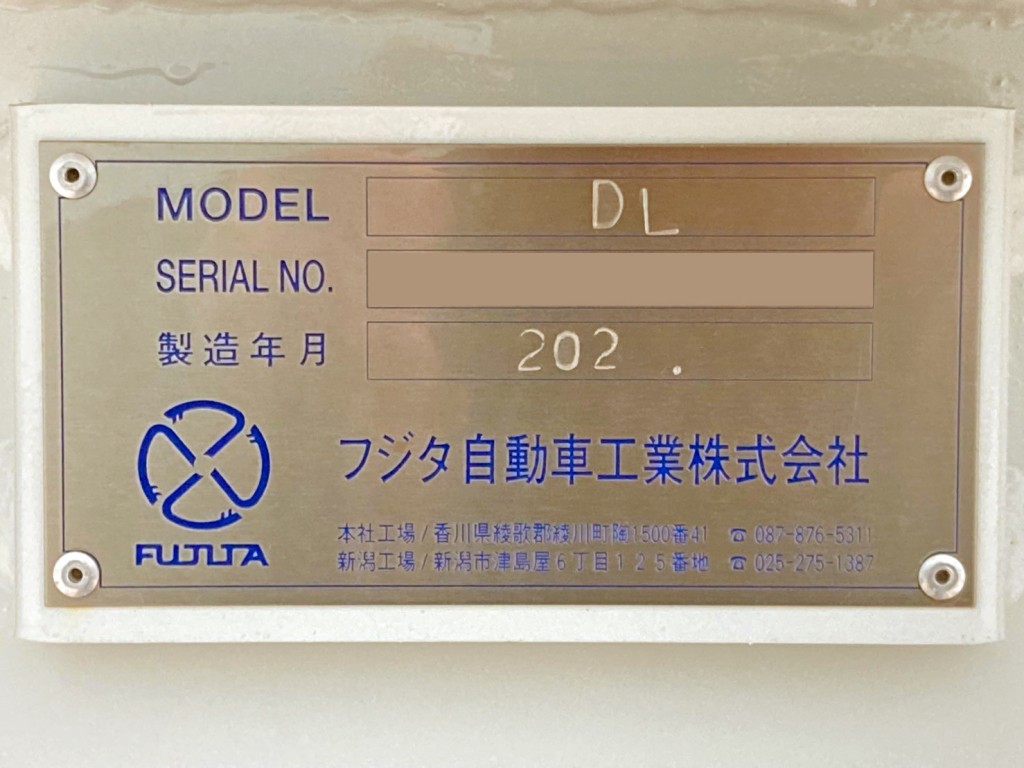 MODEL DL
SERIAL NO.
製造年月 202 .
フジタ自動車工業株式会社
FUJITA
本社工場/香川県綾歌郡綾川町陶1500番41 ☎ 087-876-5311
新潟工場/新潟市津島屋6丁目125番地 ☎ 025-275-1387